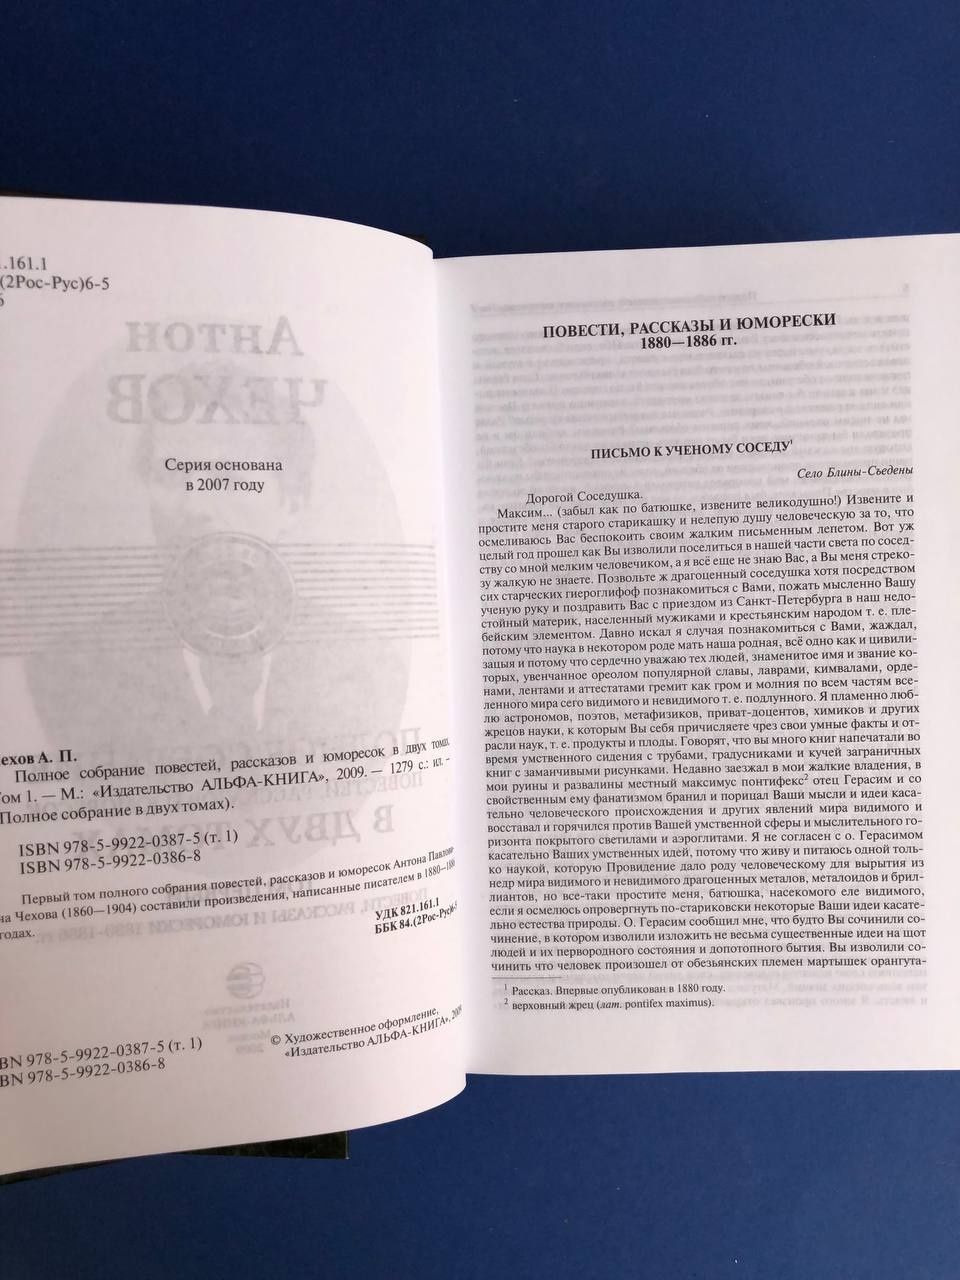 .161.1
(2Рос-Рус)6-5
6
Серия основана
в 2007 году
ехов А. П.
Полное собрание повестей, рассказов и юморесок в двух томах.
ом 1. — М.: «Издательство АЛЬФА-КНИГА», 2009. — 1279 с.: ил. –
Полное собрание в двух томах).
ISBN 978-5-9922-0387-5 (т. 1)
ISBN 978-5-9922-0386-8
Первый том полного собрания повестей, рассказов и юморесок Антона Павлови-
ча Чехова (1860—1904) составили произведения, написанные писателем в 1880—1886
годах.
УДК 821.161.1
ББК 84.(2Рос-Рус)6-5
© Художественное оформление,
«Издательство АЛЬФА-КНИГА», 2009
BN 978-5-9922-0387-5 (т. 1)
BN 978-5-9922-0386-8
ПОВЕСТИ, РАССКАЗЫ И ЮМОРЕСКИ
1880—1886 гг.
ПИСЬМО К УЧЕНОМУ СОСЕДУ¹
Село Блины-Съедены
Дорогой Соседушка.
Максим... (забыл как по батюшке, извените великодушно!) Извените и
простите меня старого старикашку и нелепую душу человеческую за то, что
осмеливаюсь Вас беспокоить своим жалким письменным лепетом. Вот уж
целый год прошел как Вы изволили поселиться в нашей части света по сосед-
ству со мной мелким человечиком, а я всё еще не знаю Вас, а Вы меня стреко-
зу жалкую не знаете. Позвольте ж драгоценный соседушка хотя посредством
сих старческих гиероглифоф познакомиться с Вами, пожать мысленно Вашу
ученую руку и поздравить Вас с приездом из Санкт-Петербурга в наш недо-
стойный материк, населенный мужиками и крестьянским народом т. е. пле-
бейским элементом. Давно искал я случая познакомиться с Вами, жаждал,
потому что наука в некотором роде мать наша родная, всё одно как и цивили-
зацыя и потому что сердечно уважаю тех людей, знаменитое имя и звание ко-
торых, увенчанное ореолом популярной славы, лаврами, кимвалами, орде-
нами, лентами и аттестатами гремит как гром и молния по всем частям все-
ленного мира сего видимого и невидимого т. е. подлунного. Я пламенно люб-
лю астрономов, поэтов, метафизиков, приват-доцентов, химиков и других
жрецов науки, к которым Вы себя причисляете чрез свои умные факты и от-
расли наук, т. е. продукты и плоды. Говорят, что вы много книг напечатали во
время умственного сидения с трубами, градусниками и кучей заграничных
книг с заманчивыми рисунками. Недавно заезжал в мои жалкие владения, в
мои руины и развалины местный максимус понтифекс² отец Герасим и со
свойственным ему фанатизмом бранил и порицал Ваши мысли и идеи каса-
тельно человеческого происхождения и других явлений мира видимого и
восставал и горячился против Вашей умственной сферы и мыслительного го-
ризонта покрытого светилами и аэроглитами. Я не согласен с о. Герасимом
касательно Ваших умственных идей, потому что живу и питаюсь одной толь-
ко наукой, которую Провидение дало роду человеческому для вырытия из
недр мира видимого и невидимого драгоценных металов, металоидов и брил-
лиантов, но все-таки простите меня, батюшка, насекомого еле видимого,
если я осмелюсь опровергнуть по-стариковски некоторые Ваши идеи касате-
льно естества природы. О. Герасим сообщил мне, что будто Вы сочинили со-
чинение, в котором изволили изложить не весьма существенные идеи на щот
людей и их первородного состояния и допотопного бытия. Вы изволили со-
чинить что человек произошел от обезьянских племен мартышек орангута-
¹ Рассказ. Впервые опубликован в 1880 году.
² верховный жрец (лат. pontifex maximus).